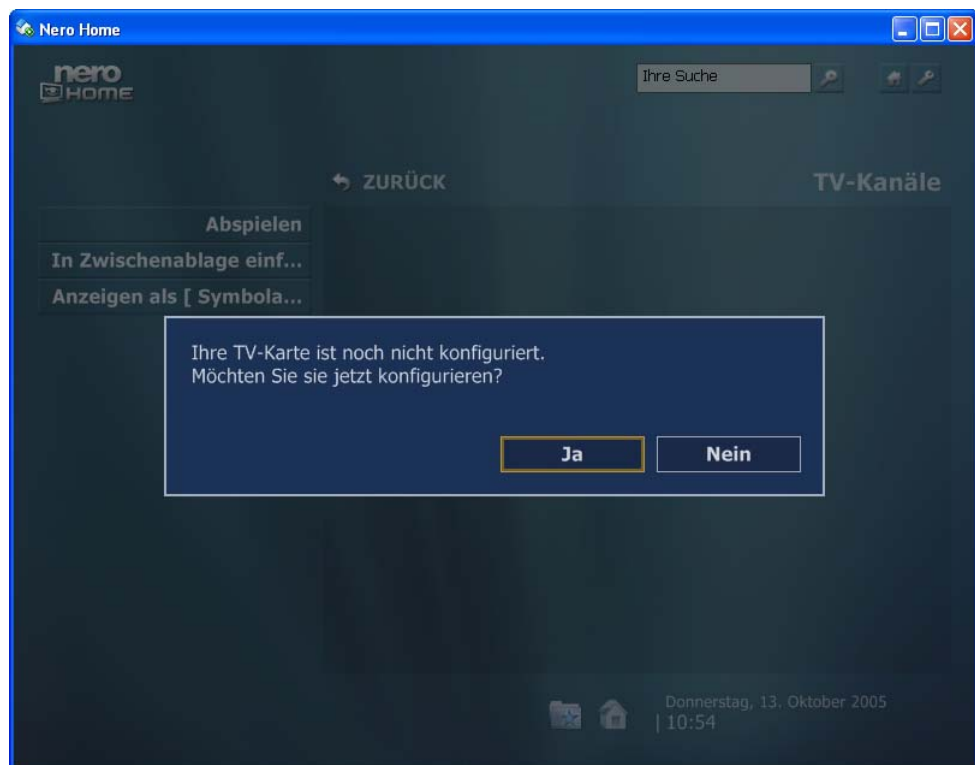 Nero Home
nero
HOME
Ihre Suche
ZURÜCK
TV-Kanäle
Abspielen
In Zwischenablage einf...
Anzeigen als [ Symbola...
Ihre TV-Karte ist noch nicht konfiguriert.
Möchten Sie sie jetzt konfigurieren?
Ja
Nein
Donnerstag, 13. Oktober 2005
| 10:54